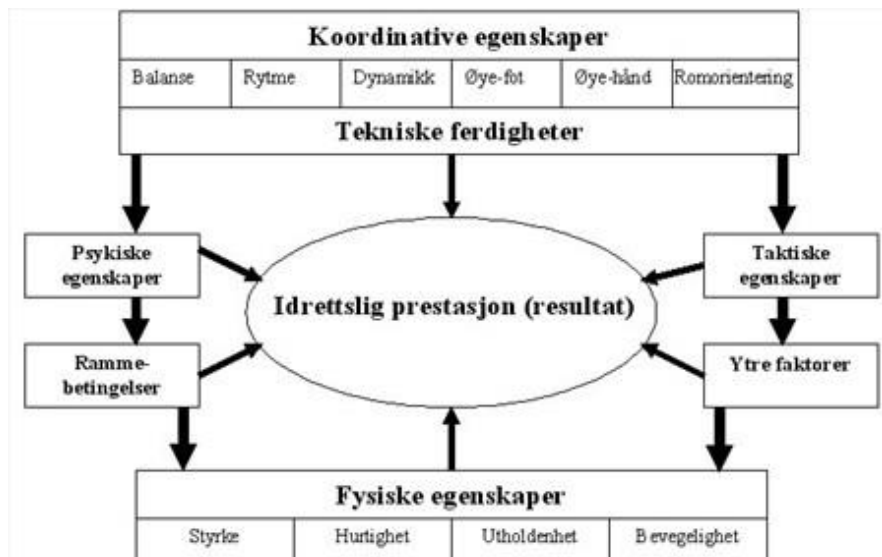 Koordinative egenskaper
Balanse Rytme Dynamikk Øye-fot Øye-hånd Romorientering
Tekniske ferdigheter
Psykiske
egenskaper
Taktiske
egenskaper
Idrettslig prestasjon (resultat)
Ramme-
betingelser
Ytre faktorer
Fysiske egenskaper
Styrke Hurtighet Utholdenhet Bevegelighet